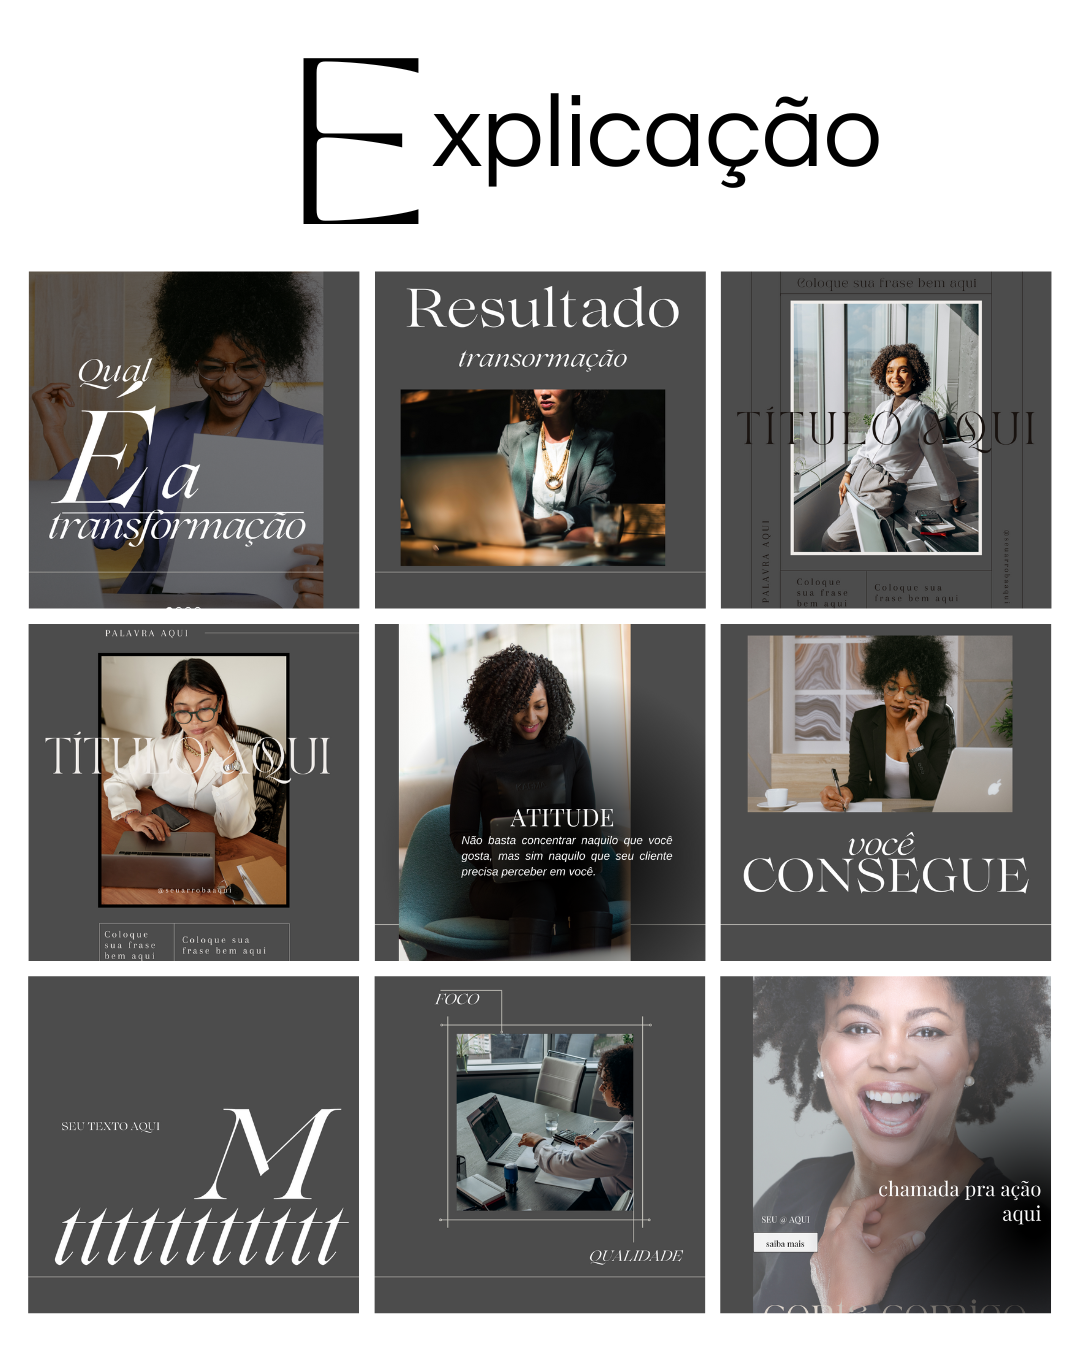 Explicação
Qual
É a
transformação
Resultado
transormação
Coloque sua frase bem aqui
TÍTULO AQUI
PALAVRA AQUI
@seuarrobaaqui
Coloque
sua frase
bem aqui
Coloque sua
frase bem aqui
PALAVRA AQUI
TÍTULO AQUI
@seuarrobaaqui
Coloque
sua frase
bem aqui
Coloque sua
frase bem aqui
ATITUDE
Não basta concentrar naquilo que você
gosta, mas sim naquilo que seu cliente
precisa perceber em você.
você
CONSEGUE
SEU TEXTO AQUI
M
tttttttttt
FOCO
QUALIDADE
chamada pra ação
aqui
SEU @ AQUI
saiba mais
conta comigo